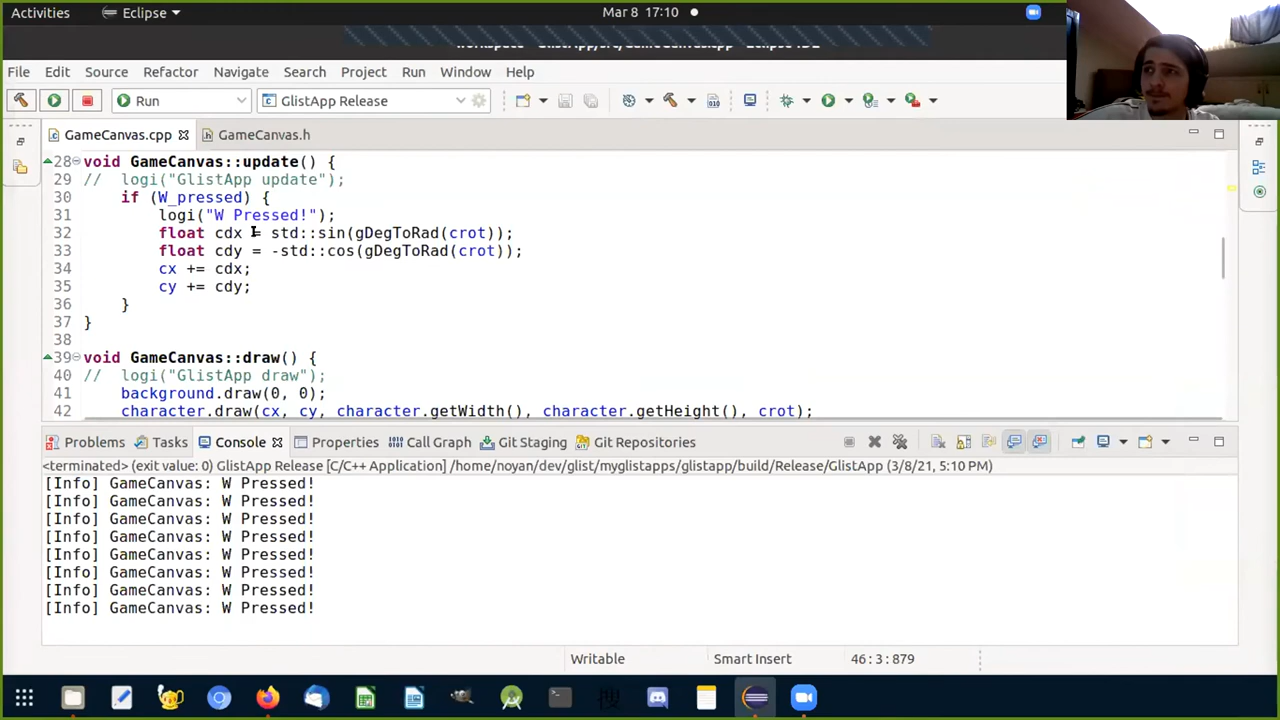 Activities Eclipse Mar 8 17:10
File Edit Source Refactor Navigate Search Project Run Window Help
Run GlistApp Release
GameCanvas.cpp GameCanvas.h
28 void GameCanvas::update() {
29 // logi("GlistApp update");
30 if (W_pressed) {
31 logi("W Pressed!");
32 float cdx = std::sin(gDegToRad(crot));
33 float cdy = -std::cos(gDegToRad(crot));
34 cx += cdx;
35 cy += cdy;
36 }
37 }
38
39 void GameCanvas::draw() {
40 // logi("GlistApp draw");
41 background.draw(0, 0);
42 character.draw(cx, cy, character.getWidth(), character.getHeight(), crot);
Problems Tasks Console Properties Call Graph Git Staging Git Repositories
<terminated> (exit value: 0) GlistApp Release [C/C++ Application] /home/noyan/dev/glist/myglistapps/glistapp/build/Release/GlistApp (3/8/21, 5:10 PM)
[Info] GameCanvas: W Pressed!
[Info] GameCanvas: W Pressed!
[Info] GameCanvas: W Pressed!
[Info] GameCanvas: W Pressed!
[Info] GameCanvas: W Pressed!
[Info] GameCanvas: W Pressed!
[Info] GameCanvas: W Pressed!
[Info] GameCanvas: W Pressed!
Writable Smart Insert 46:3:879